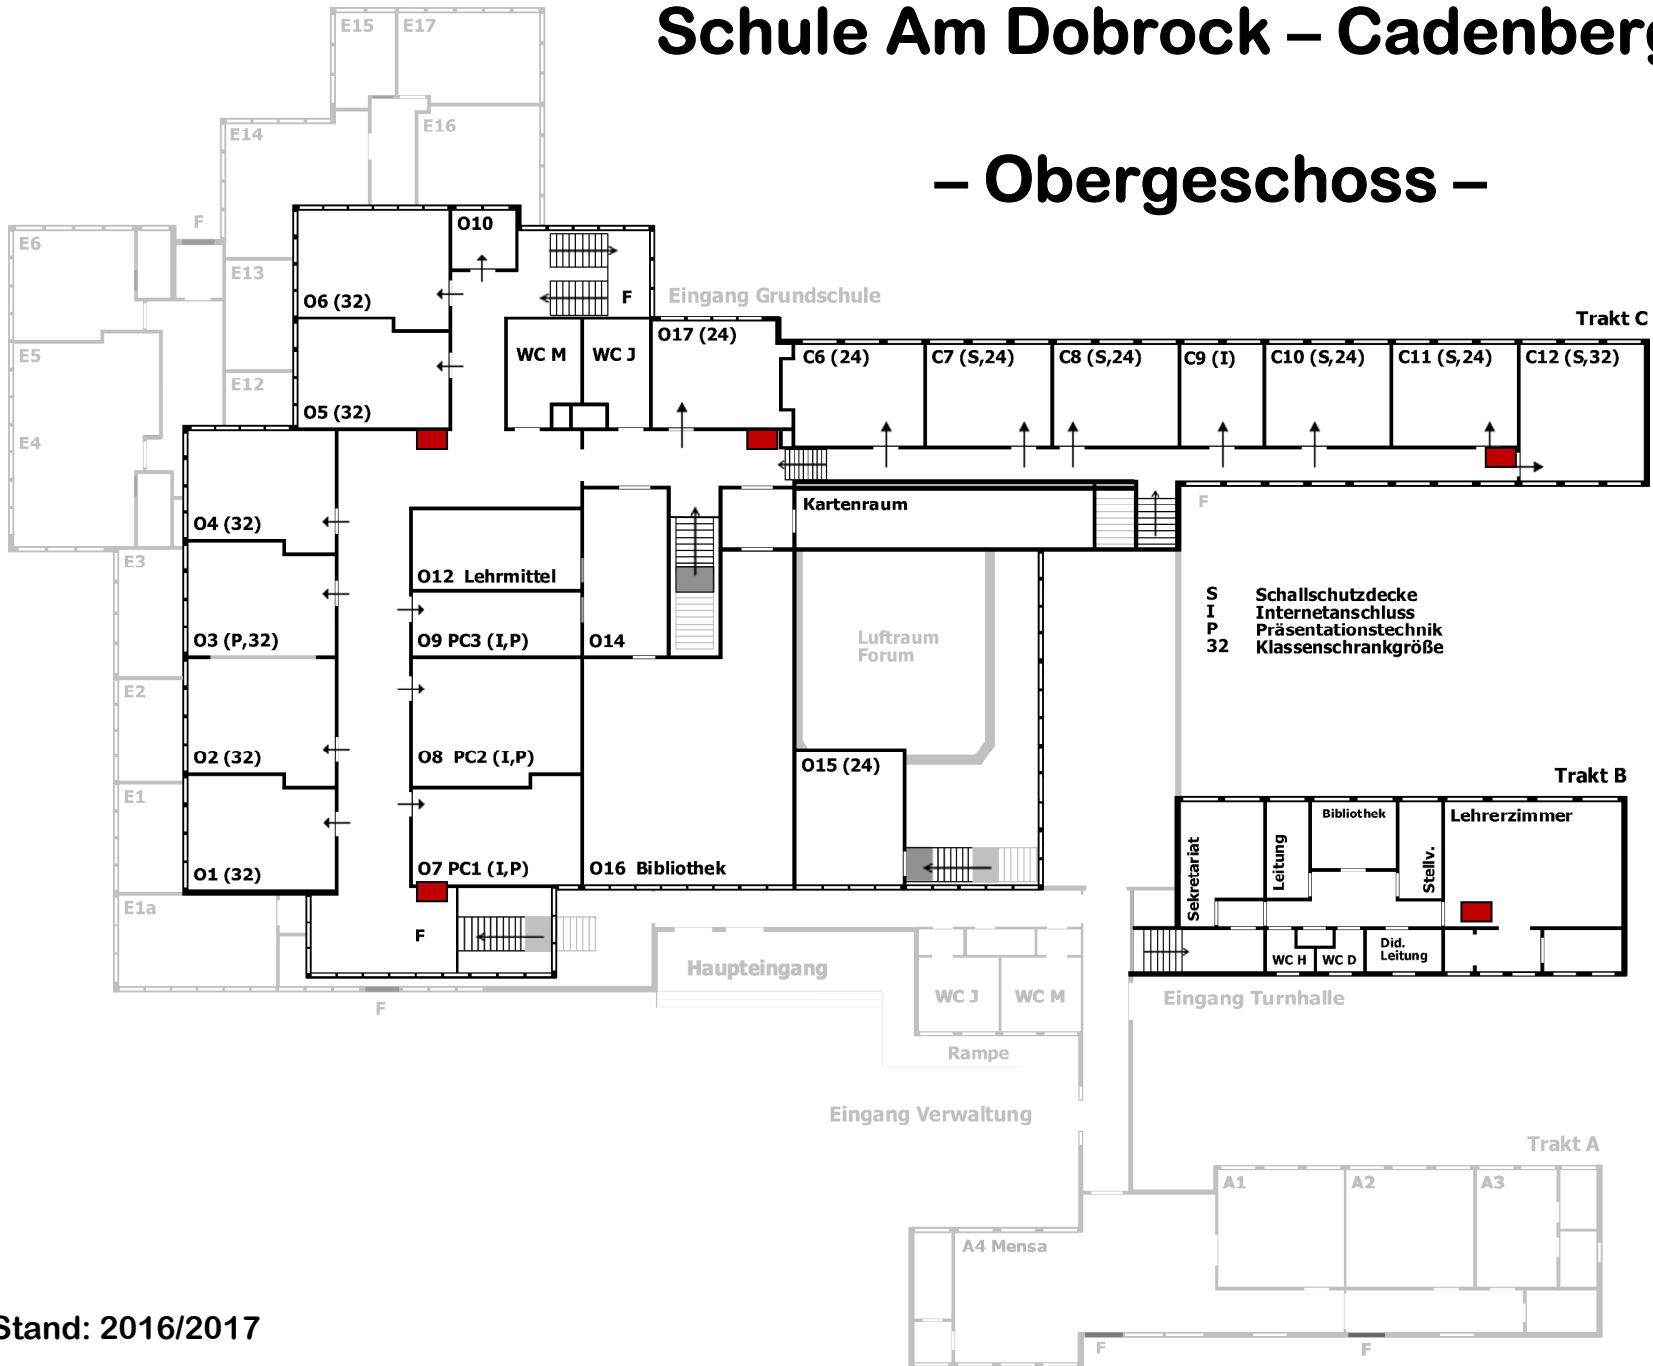 Schule Am Dobrock – Cadenberg
– Obergeschoss –
E15
E17
E14
E16
F
O10
E6
E13
O6 (32)
F
Eingang Grundschule
Trakt C
E5
E12
O5 (32)
WC M
WC J
O17 (24)
C6 (24)
C7 (S,24)
C8 (S,24)
C9 (I)
C10 (S,24)
C11 (S,24)
C12 (S,32)
E4
O4 (32)
Kartenraum
F
E3
O12 Lehrmittel
O3 (P,32)
O9 PC3 (I,P)
O14
Luftraum
Forum
S Schallschutzdecke
I Internetanschluss
P Präsentationstechnik
32 Klassenschrankgröße
E2
O2 (32)
O8 PC2 (I,P)
O15 (24)
Trakt B
E1
O1 (32)
O7 PC1 (I,P)
O16 Bibliothek
Sekretariat
Leitung
Bibliothek
Stellv.
Lehrerzimmer
E1a
F
WC H
WC D
Did.
Leitung
Haupteingang
WC J
WC M
Eingang Turnhalle
F
Rampe
Eingang Verwaltung
Trakt A
A1
A2
A3
A4 Mensa
Stand: 2016/2017
F
F